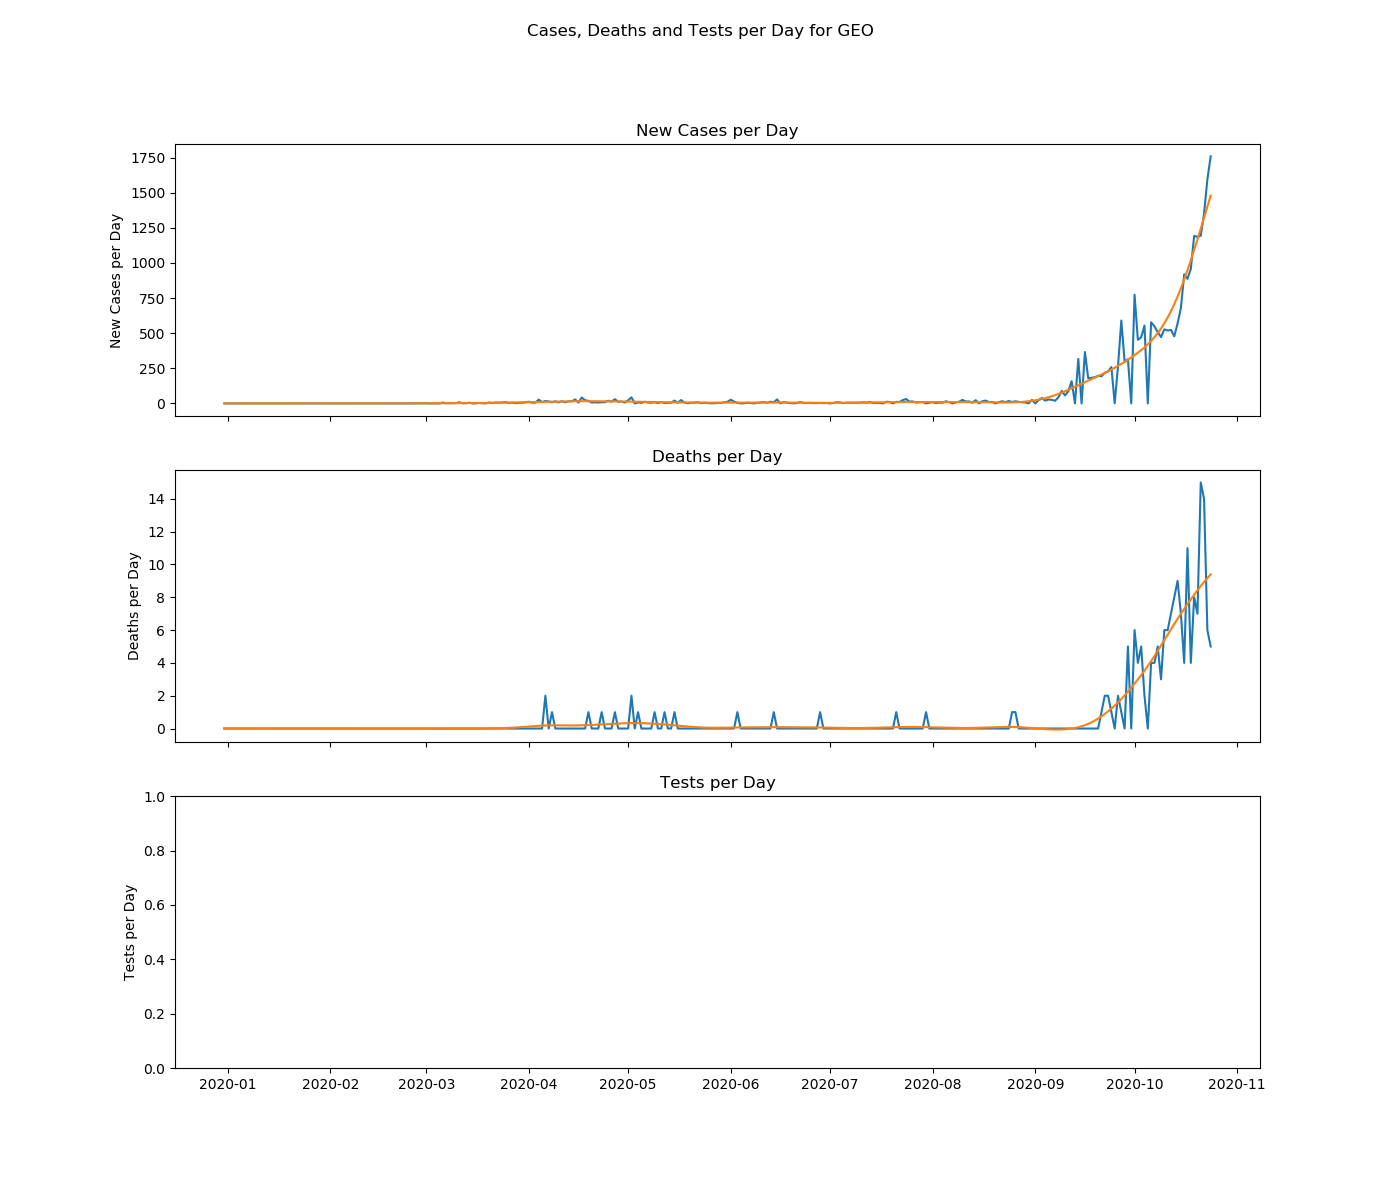 Cases, Deaths and Tests per Day for GEO
New Cases per Day
1750
1500
1250
1000
750
500
250
0
New Cases per Day
Deaths per Day
14
12
10
8
6
4
2
0
Deaths per Day
Tests per Day
1.0
0.8
0.6
0.4
0.2
0.0
Tests per Day
2020-01 2020-02 2020-03 2020-04 2020-05 2020-06 2020-07 2020-08 2020-09 2020-10 2020-11